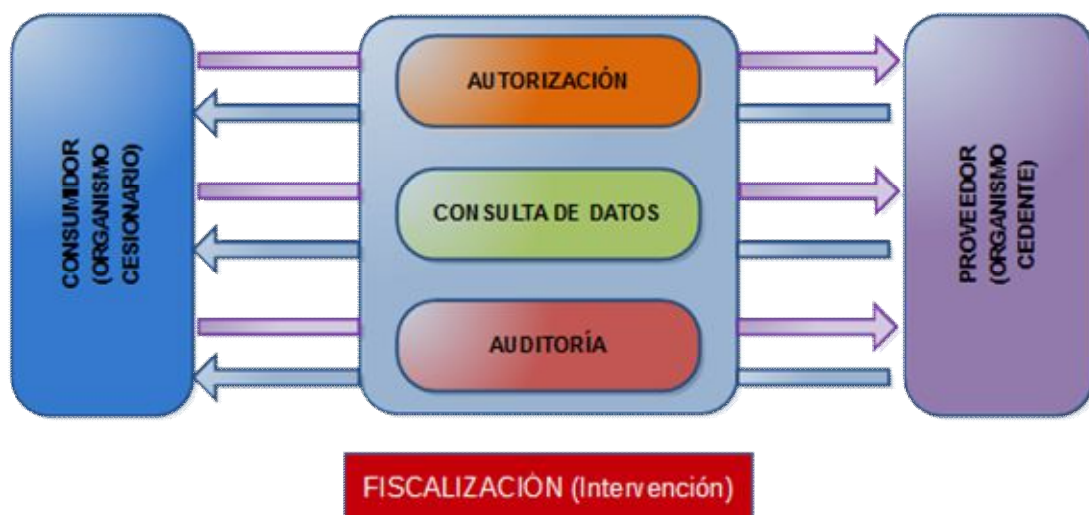 CONSUMIDOR
(ORGANISMO
CESIONARIO)
AUTORIZACIÓN
CONSULTA DE DATOS
AUDITORÍA
PROVEEDOR
(ORGANISMO
CEDENTE)
FISCALIZACIÓN (Intervención)